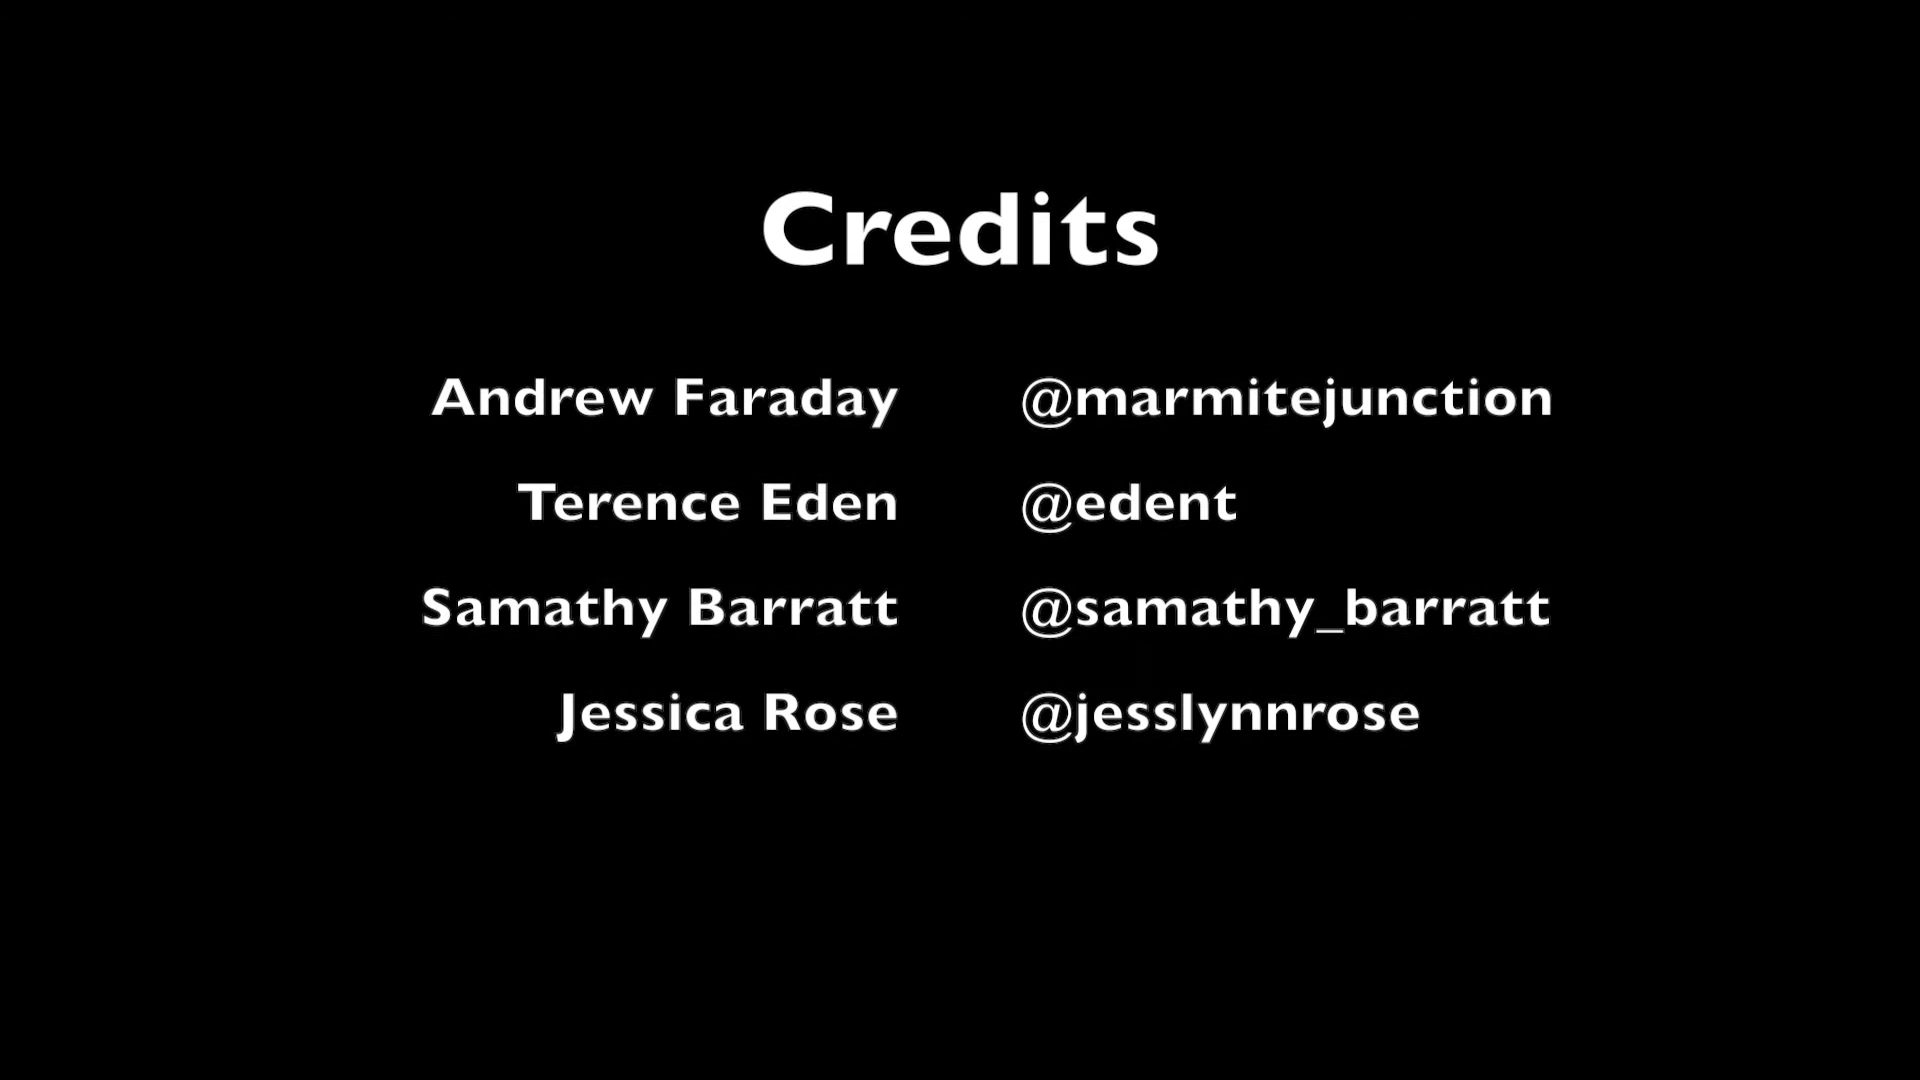 Credits
Andrew Faraday @marmitejunction
Terence Eden @edent
Samathy Barratt @samathy_barratt
Jessica Rose @jesslynnrose